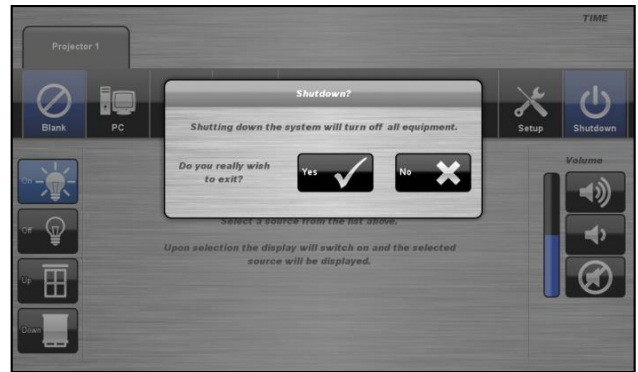 TIME
Projector 1
Blank
PC
Setup
Shutdown
Shutdown?
Shutting down the system will turn off all equipment.
Do you really wish
to exit?
Yes
No
On
Off
Up
Down
Volume
Select a source from the list above.
Upon selection the display will switch on and the selected
source will be displayed.